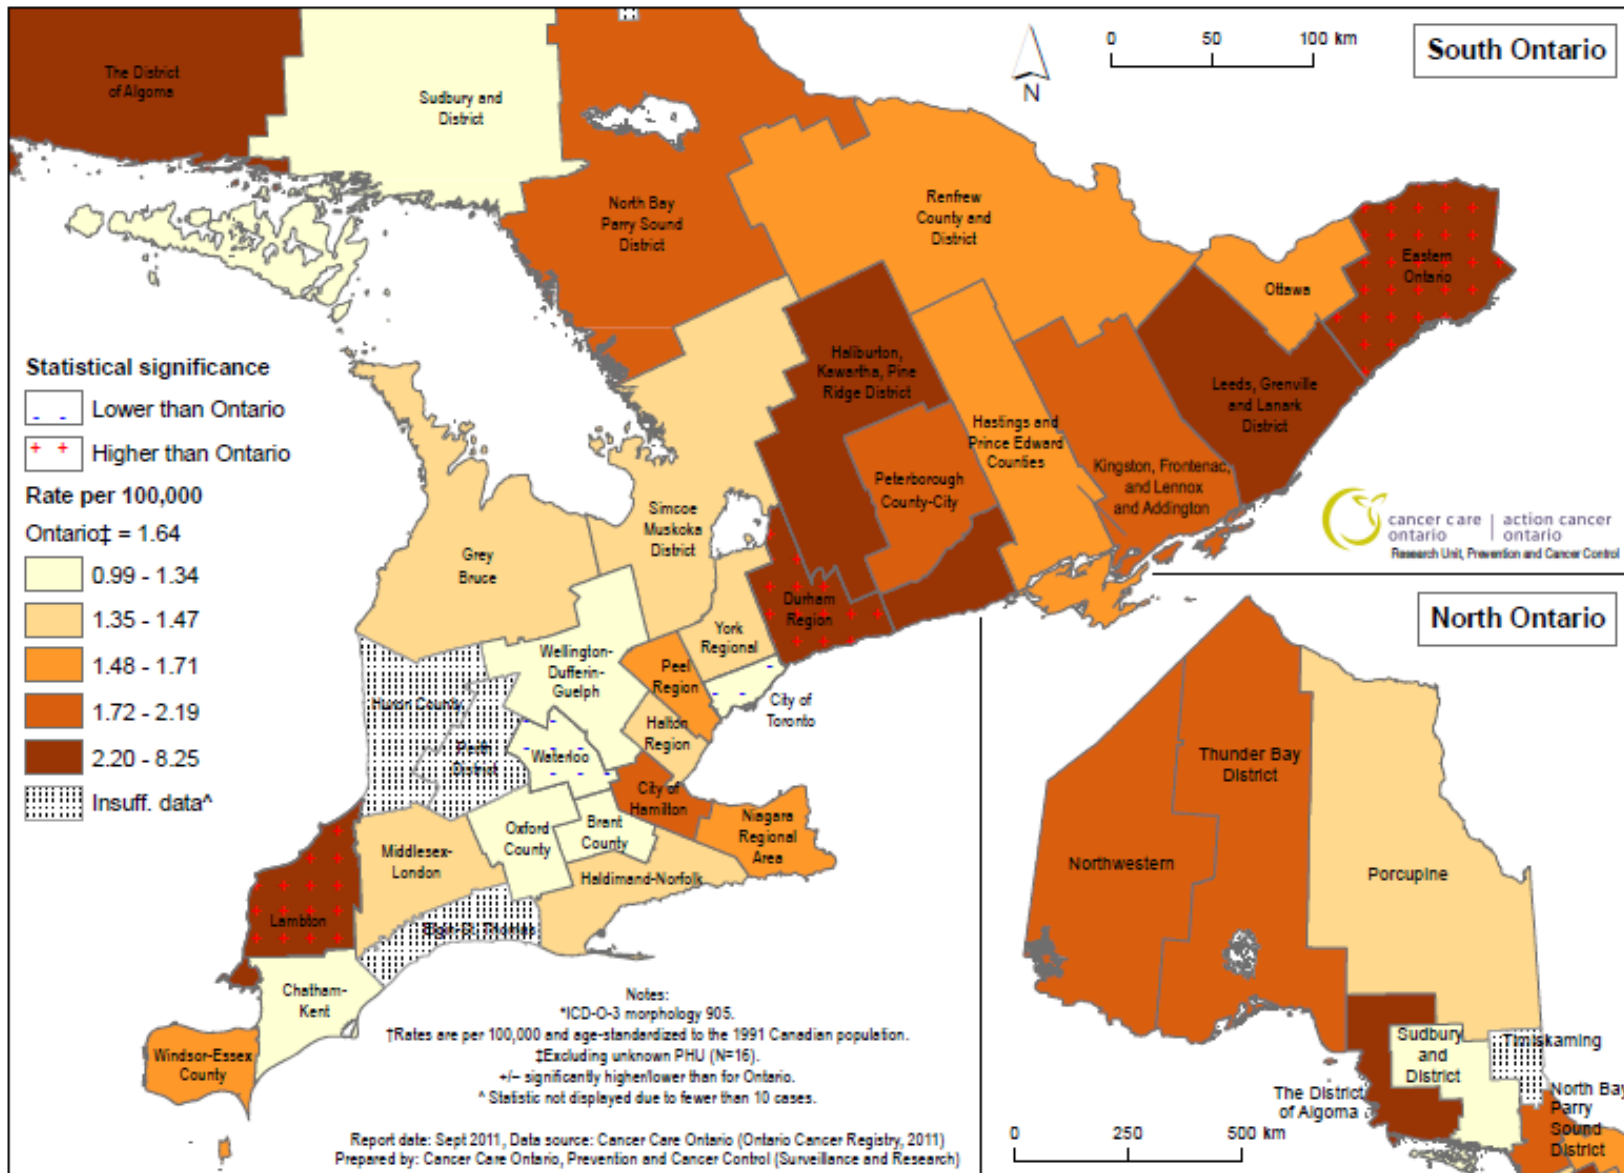 South Ontario
0 50 100 km
N
The District
of Algoma
Sudbury and
District
North Bay
Parry Sound
District
Renfrew
County and
District
Ottawa
Eastern
Ontario
Haliburton,
Kawartha, Pine
Ridge District
Leeds, Grenville
and Lanark
District
Hastings and
Prince Edward
Counties
Peterborough
County-City
Kingston, Frontenac,
and Lennox
and Addington
Simcoe
Muskoka
District
Grey
Bruce
Durham
Region
York
Regional
Wellington-
Dufferin-
Guelph
Peel
Region
City of
Toronto
Huron County
Perth
District
Waterloo
Halton
Region
City of
Hamilton
Niagara
Regional
Area
Oxford
County
Brant
County
Middlesex-
London
Haldimand-Norfolk
Lambton
Elgin-St. Thomas
Chatham-
Kent
Windsor-Essex
County
Statistical significance
- - Lower than Ontario
+ + Higher than Ontario
Rate per 100,000
Ontario‡ = 1.64
0.99 - 1.34
1.35 - 1.47
1.48 - 1.71
1.72 - 2.19
2.20 - 8.25
Insuff. data^
cancer care | action cancer
ontario | ontario
Research Unit, Prevention and Cancer Control
North Ontario
Northwestern
Thunder Bay
District
Porcupine
Sudbury
and
District
Timiskaming
The District
of Algoma
North Bay
Parry
Sound
District
0 250 500 km
Notes:
*ICD-O-3 morphology 905.
†Rates are per 100,000 and age-standardized to the 1991 Canadian population.
‡Excluding unknown PHU (N=16).
+/− significantly higher/lower than for Ontario.
^ Statistic not displayed due to fewer than 10 cases.
Report date: Sept 2011, Data source: Cancer Care Ontario (Ontario Cancer Registry, 2011)
Prepared by: Cancer Care Ontario, Prevention and Cancer Control (Surveillance and Research)